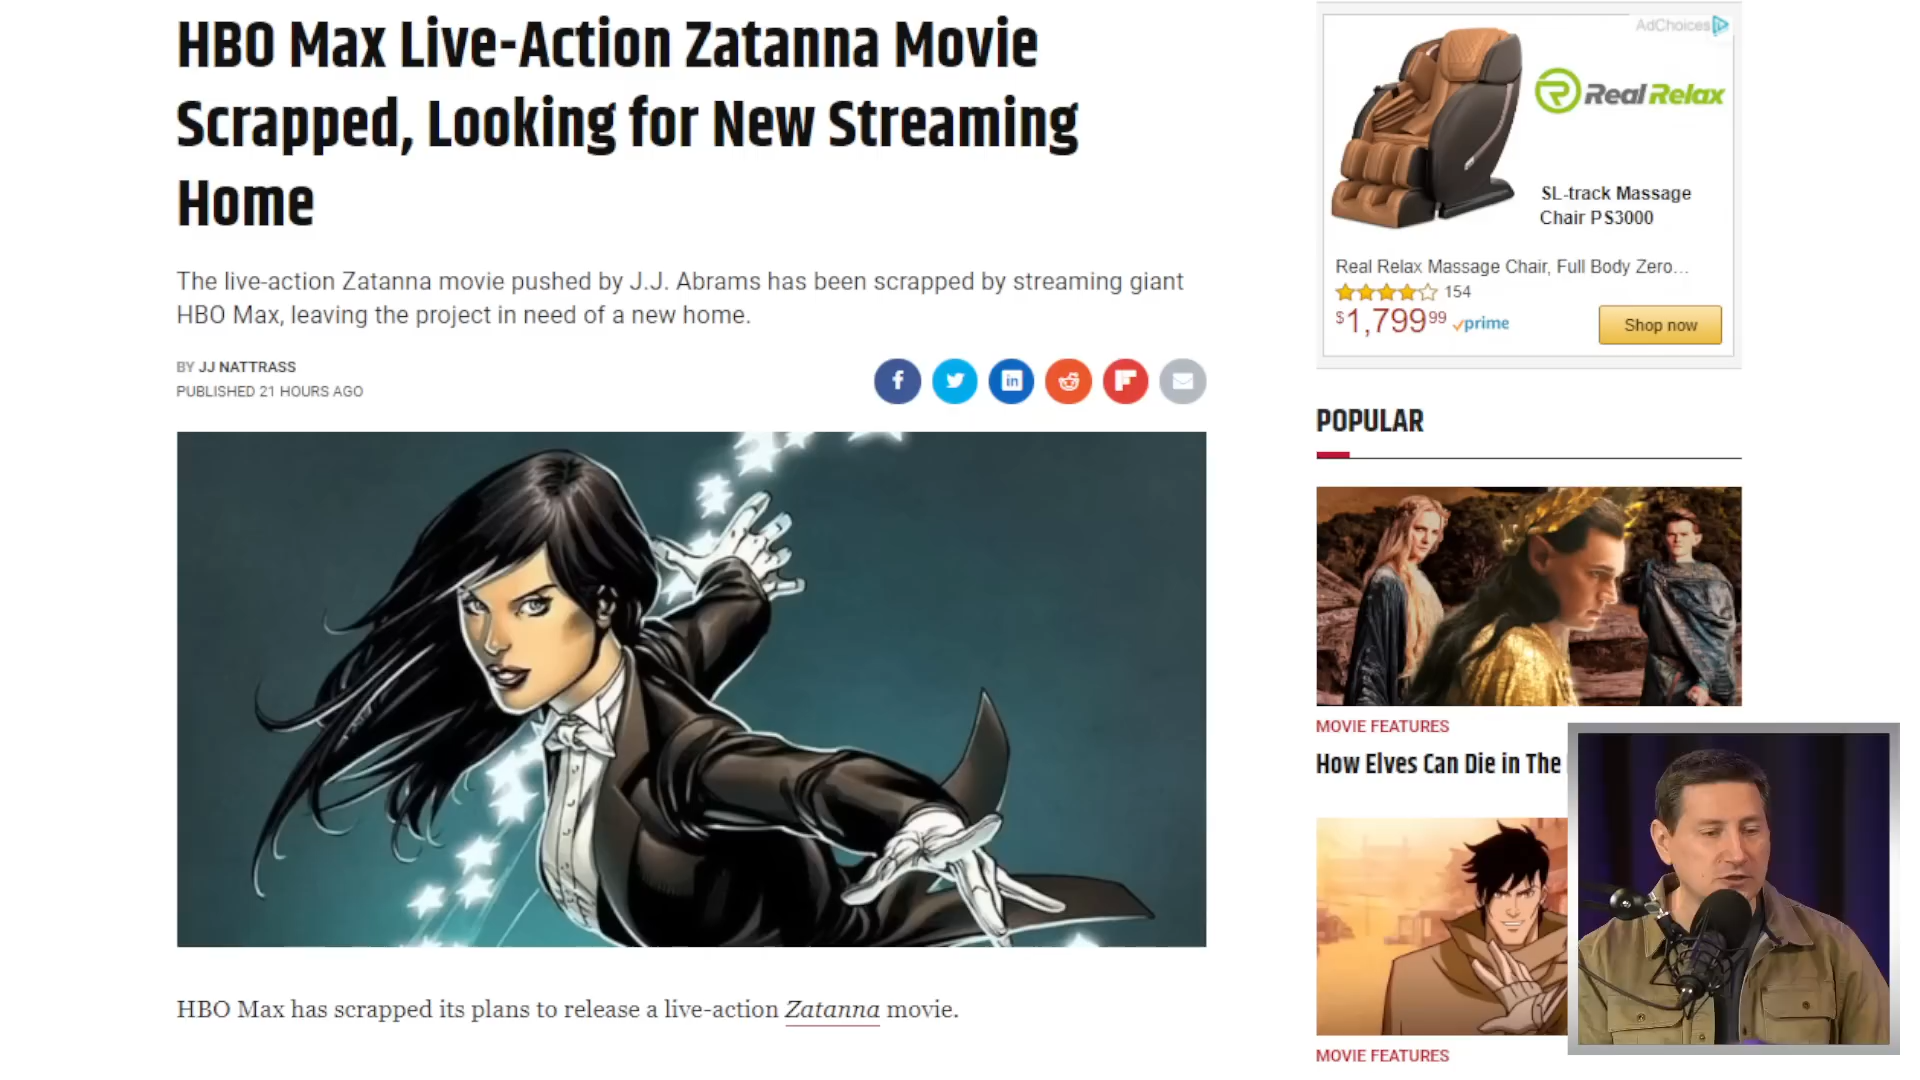 HBO Max Live-Action Zatanna Movie
Scrapped, Looking for New Streaming
Home
The live-action Zatanna movie pushed by J.J. Abrams has been scrapped by streaming giant
HBO Max, leaving the project in need of a new home.
BY JJ NATTRASS
PUBLISHED 21 HOURS AGO
HBO Max has scrapped its plans to release a live-action Zatanna movie.
AdChoices
Real Relax
SL-track Massage
Chair PS3000
Real Relax Massage Chair, Full Body Zero...
154
$1,799.99 prime
Shop now
POPULAR
MOVIE FEATURES
How Elves Can Die in The
MOVIE FEATURES